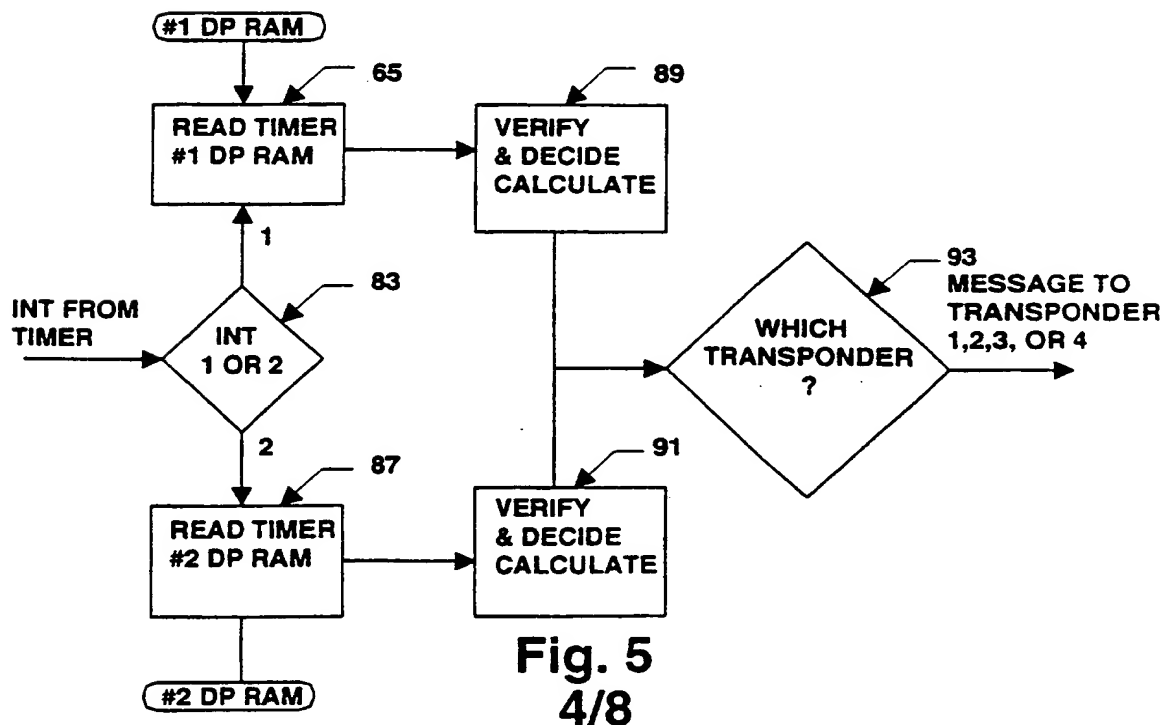 #1 DP RAM
65
READ TIMER
#1 DP RAM
89
VERIFY
& DECIDE
CALCULATE
1
INT FROM
TIMER
83
INT
1 OR 2
2
87
READ TIMER
#2 DP RAM
91
VERIFY
& DECIDE
CALCULATE
WHICH
TRANSPONDER
?
93
MESSAGE TO
TRANSPONDER
1,2,3, OR 4
#2 DP RAM
Fig. 5
4/8